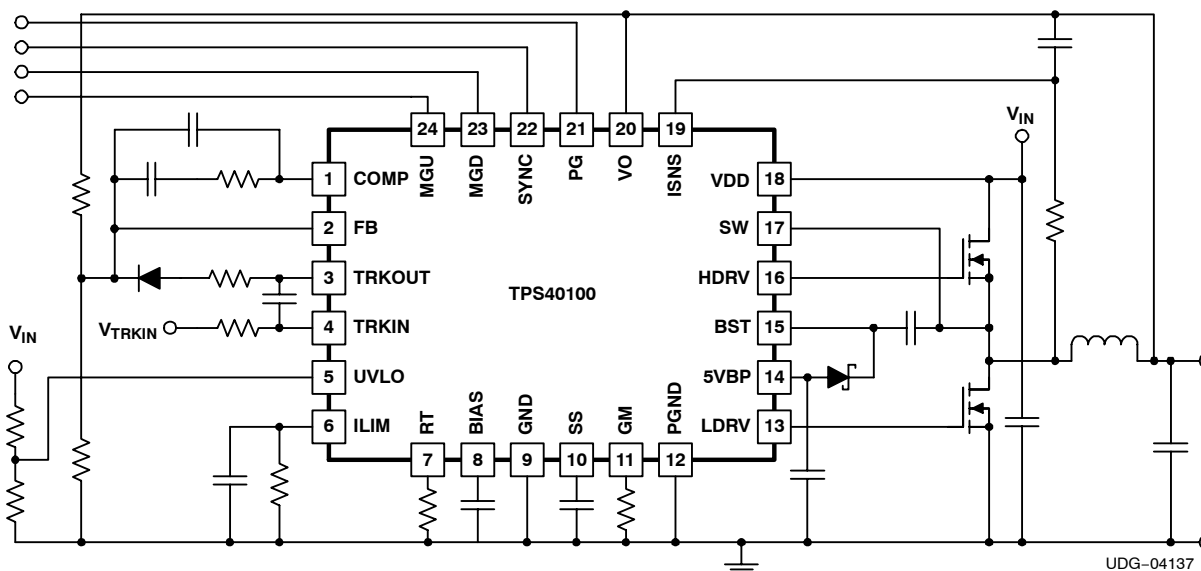 24
23
22
21
20
19
MGU
MGD
SYNC
PG
VO
ISNS
VIN
1 COMP
2 FB
3 TRKOUT
VTRKIN
4 TRKIN
VIN
5 UVLO
6 ILIM
TPS40100
VDD 18
SW 17
HDRV 16
BST 15
5VBP 14
LDRV 13
RT
BIAS
GND
SS
GM
PGND
7
8
9
10
11
12
UDG−04137